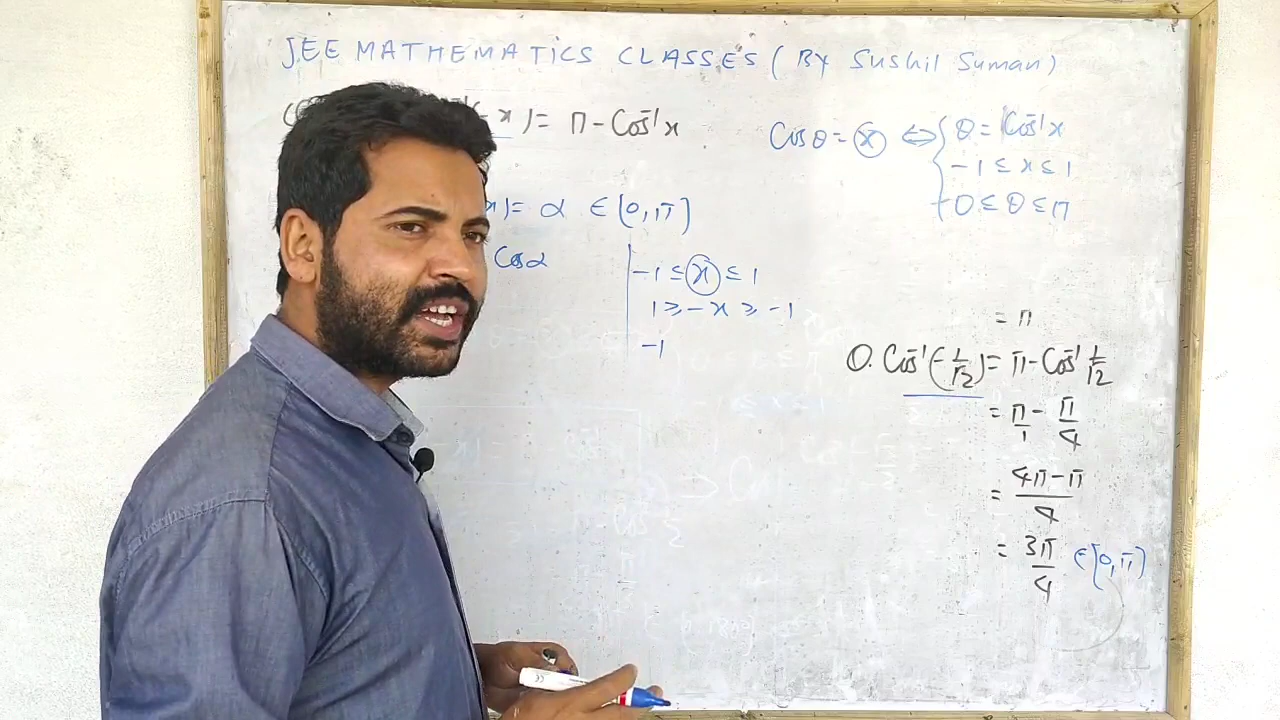 JEE MATHEMATICS CLASSES (BY Sushil Suman)
x) = π - Cos⁻¹x
Cosθ = x ⇔ { θ = Cos⁻¹x
-1 ≤ x ≤ 1
0 ≤ θ ≤ π
x) = α ∈ [0, π]
Cosα
-1 ≤ x ≤ 1
1 ≥ -x ≥ -1
-1
= π
Q. Cos⁻¹(-1/√2) = π - Cos⁻¹ 1/√2
= π/1 - π/4
= 4π-π/4
= 3π/4 ∈ [0, π]